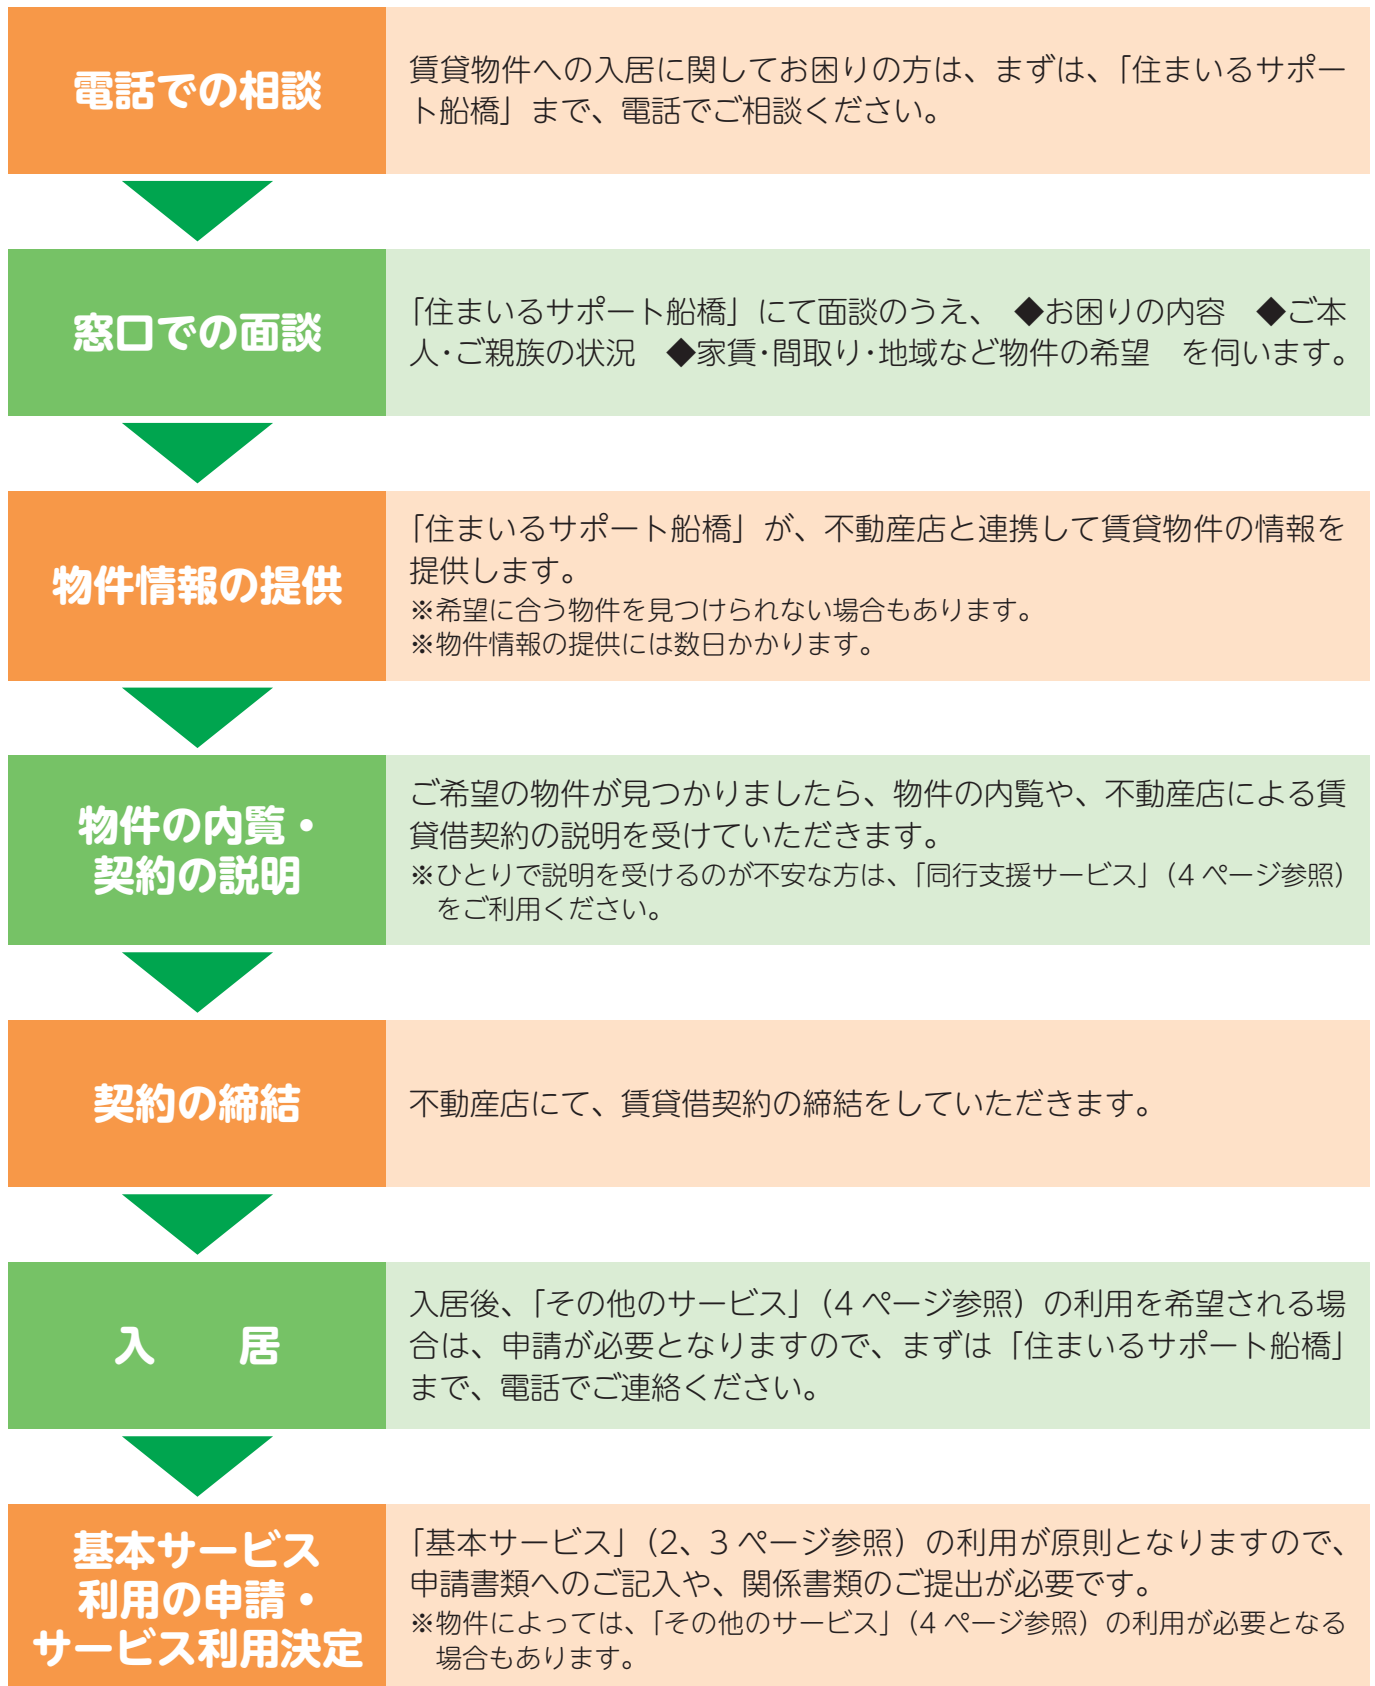 電話での相談
賃貸物件への入居に関してお困りの方は、まずは、「住まいるサポー
ト船橋」まで、電話でご相談ください。
窓口での面談
「住まいるサポート船橋」にて面談のうえ、　◆お困りの内容　◆ご本
人・ご親族の状況　◆家賃・間取り・地域など物件の希望　を伺います。
物件情報の提供
「住まいるサポート船橋」が、不動産店と連携して賃貸物件の情報を
提供します。
※希望に合う物件を見つけられない場合もあります。
※物件情報の提供には数日かかります。
物件の内覧・
契約の説明
ご希望の物件が見つかりましたら、物件の内覧や、不動産店による賃
貸借契約の説明を受けていただきます。
※ひとりで説明を受けるのが不安な方は、「同行支援サービス」（4 ページ参照）
をご利用ください。
契約の締結
不動産店にて、賃貸借契約の締結をしていただきます。
入　　居
入居後、「その他のサービス」（4 ページ参照）の利用を希望される場
合は、申請が必要となりますので、まずは「住まいるサポート船橋」
まで、電話でご連絡ください。
基本サービス
利用の申請・
サービス利用決定
「基本サービス」（2、3 ページ参照）の利用が原則となりますので、
申請書類へのご記入や、関係書類のご提出が必要です。
※物件によっては、「その他のサービス」（4 ページ参照）の利用が必要となる
場合もあります。